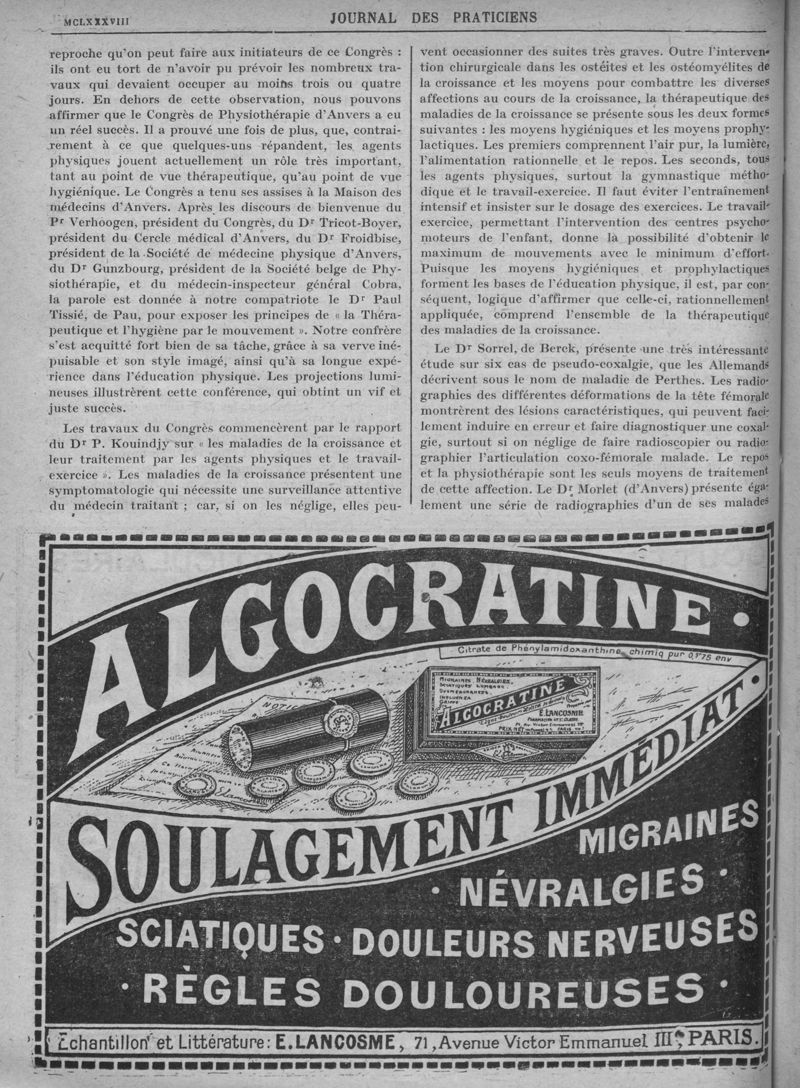 MCLXXXVIII
JOURNAL DES PRATICIENS
reproche qu'on peut faire aux initiateurs de ce Congrès :
ils ont eu tort de n'avoir pu prévoir les nombreux tra-
vaux qui devaient occuper au moins trois ou quatre
jours. En dehors de cette observation, nous pouvons
affirmer que le Congrès de Physiothérapie d'Anvers a eu
un réel succès. Il a prouvé une fois de plus, que, contrai-
rement à ce que quelques-uns répandent, les agents
physiques jouent actuellement un rôle très important,
tant au point de vue thérapeutique, qu'au point de vue
hygiénique. Le Congrès a tenu ses assises à la Maison des
médecins d'Anvers. Après les discours de bienvenue du
Pr Verhoogen, président du Congrès, du Dr Tricot-Boyer,
président du Cercle médical d'Anvers, du Dr Froidbise,
président de la Société de médecine physique d'Anvers,
du Dr Gunzbourg, président de la Société belge de Phy-
siothérapie, et du médecin-inspecteur général Cobra,
la parole est donnée à notre compatriote le Dr Paul
Tissié, de Pau, pour exposer les principes de « la Théra-
peutique et l'hygiène par le mouvement ». Notre confrère
s'est acquitté fort bien de sa tâche, grâce à sa verve iné-
puisable et son style imagé, ainsi qu'à sa longue expé-
rience dans l'éducation physique. Les projections lumi-
neuses illustrèrent cette conférence, qui obtint un vif et
juste succès.
Les travaux du Congrès commencèrent par le rapport
du Dr P. Kouindjy sur « les maladies de la croissance et
leur traitement par les agents physiques et le travail-
exercice ». Les maladies de la croissance présentent une
symptomatologie qui nécessite une surveillance attentive
du médecin traitant ; car, si on les néglige, elles peu-
vent occasionner des suites très graves. Outre l'interven-
tion chirurgicale dans les ostéites et les ostéomyélites de
la croissance et les moyens pour combattre les diverses
affections au cours de la croissance, la thérapeutique des
maladies de la croissance se présente sous les deux formes
suivantes : les moyens hygiéniques et les moyens prophy-
lactiques. Les premiers comprennent l'air pur, la lumière,
l'alimentation rationnelle et le repos. Les seconds, tous
les agents physiques, surtout la gymnastique métho-
dique et le travail-exercice. Il faut éviter l'entraînement
intensif et insister sur le dosage des exercices. Le travail-
exercice, permettant l'intervention des centres psycho-
moteurs de l'enfant, donne la possibilité d'obtenir le
maximum de mouvements avec le minimum d'effort.
Puisque les moyens hygiéniques et prophylactiques
forment les bases de l'éducation physique, il est, par con-
séquent, logique d'affirmer que celle-ci, rationnellement
appliquée, comprend l'ensemble de la thérapeutique
des maladies de la croissance.
Le Dr Sorrel, de Berck, présente une très intéressante
étude sur six cas de pseudo-coxalgie, que les Allemands
décrivent sous le nom de maladie de Perthes. Les radio-
graphies des différentes déformations de la tête fémorale
montrèrent des lésions caractéristiques, qui peuvent faci-
lement induire en erreur et faire diagnostiquer une coxal-
gie, surtout si on néglige de faire radioscopier ou radio-
graphier l'articulation coxo-fémorale malade. Le repos
et la physiothérapie sont les seuls moyens de traitement
de cette affection. Le Dr Morlet (d'Anvers) présente éga-
lement une série de radiographies d'un de ses malades
ALGOCRATINE
Citrate de Phénylamidoxanthine chimiq pur 0,gr75 env
MIGRAINES NÉVRALGIES,
SCIATIQUES LUMBAGO
INFLUENZA
GRIPPE
ALGOCRATINE
E. LANCOSME
SOULAGEMENT IMMÉDIAT
MIGRAINES
· NÉVRALGIES ·
SCIATIQUES · DOULEURS NERVEUSES
· RÈGLES DOULOUREUSES ·
Échantillon et Littérature : E. LANCOSME, 71, Avenue Victor Emmanuel III, PARIS.